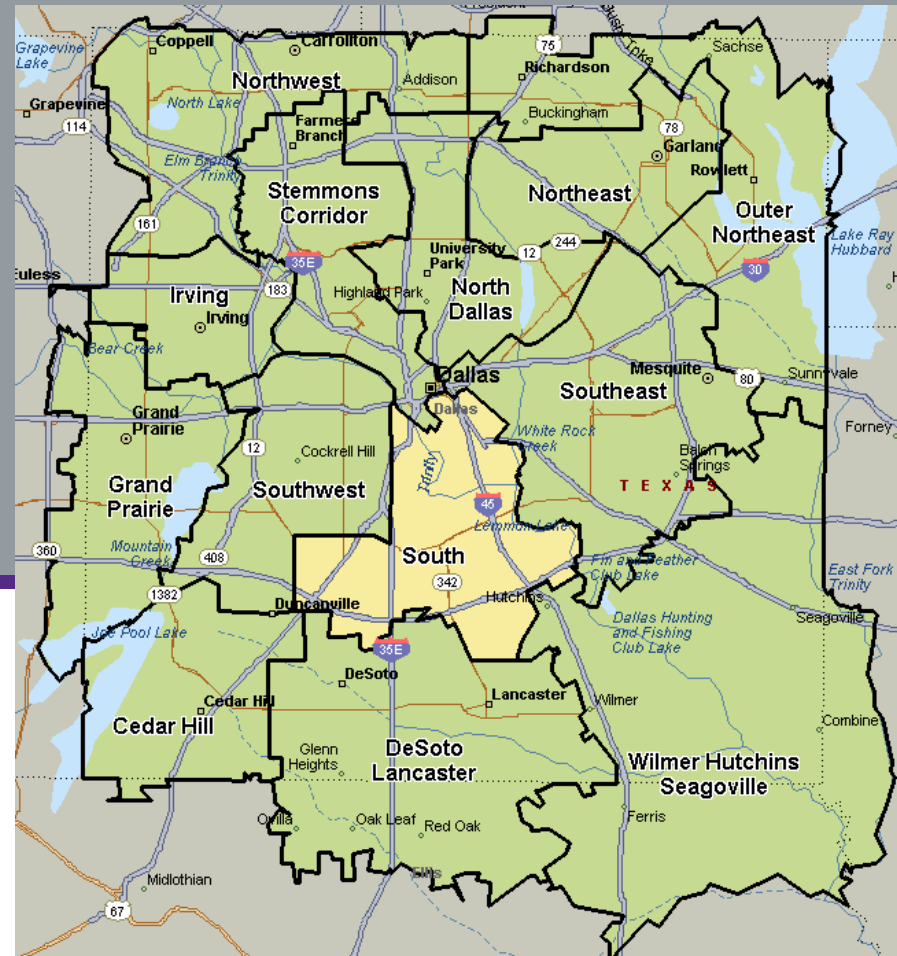 Grapevine
Lake
Coppell
Carrollton
75
Sachse
Richardson
Northwest
Addison
Grapevine
North Lake
Buckingham
114
Farmers
Branch
78
Garland
Elm Branch
Trinity
Rowlett
Stemmons
Corridor
Northeast
Outer
Northeast
161
University
Park
12
244
Lake Ray
Hubbard
35E
30
183
Irving
Highland Park
North
Dallas
Irving
Bear Creek
Dallas
Mesquite
80
Sunnyvale
Southeast
Dallas
Grand
Prairie
White Rock
Creek
Forney
12
Cockrell Hill
Balch
Springs
Trinity
TEXAS
Grand
Prairie
Southwest
45
Lemmon Lake
360
Mountain
Creek
408
South
342
Fin and Feather
Club Lake
East Fork
Trinity
1382
Duncanville
Hutchins
Seagoville
Joe Pool Lake
Dallas Hunting
and Fishing
Club Lake
35E
DeSoto
Lancaster
Cedar Hill
Wilmer
Combine
Cedar Hill
Glenn
Heights
DeSoto
Lancaster
Wilmer Hutchins
Seagoville
Ovilla
Oak Leaf
Red Oak
Ferris
Ellis
Midlothian
67